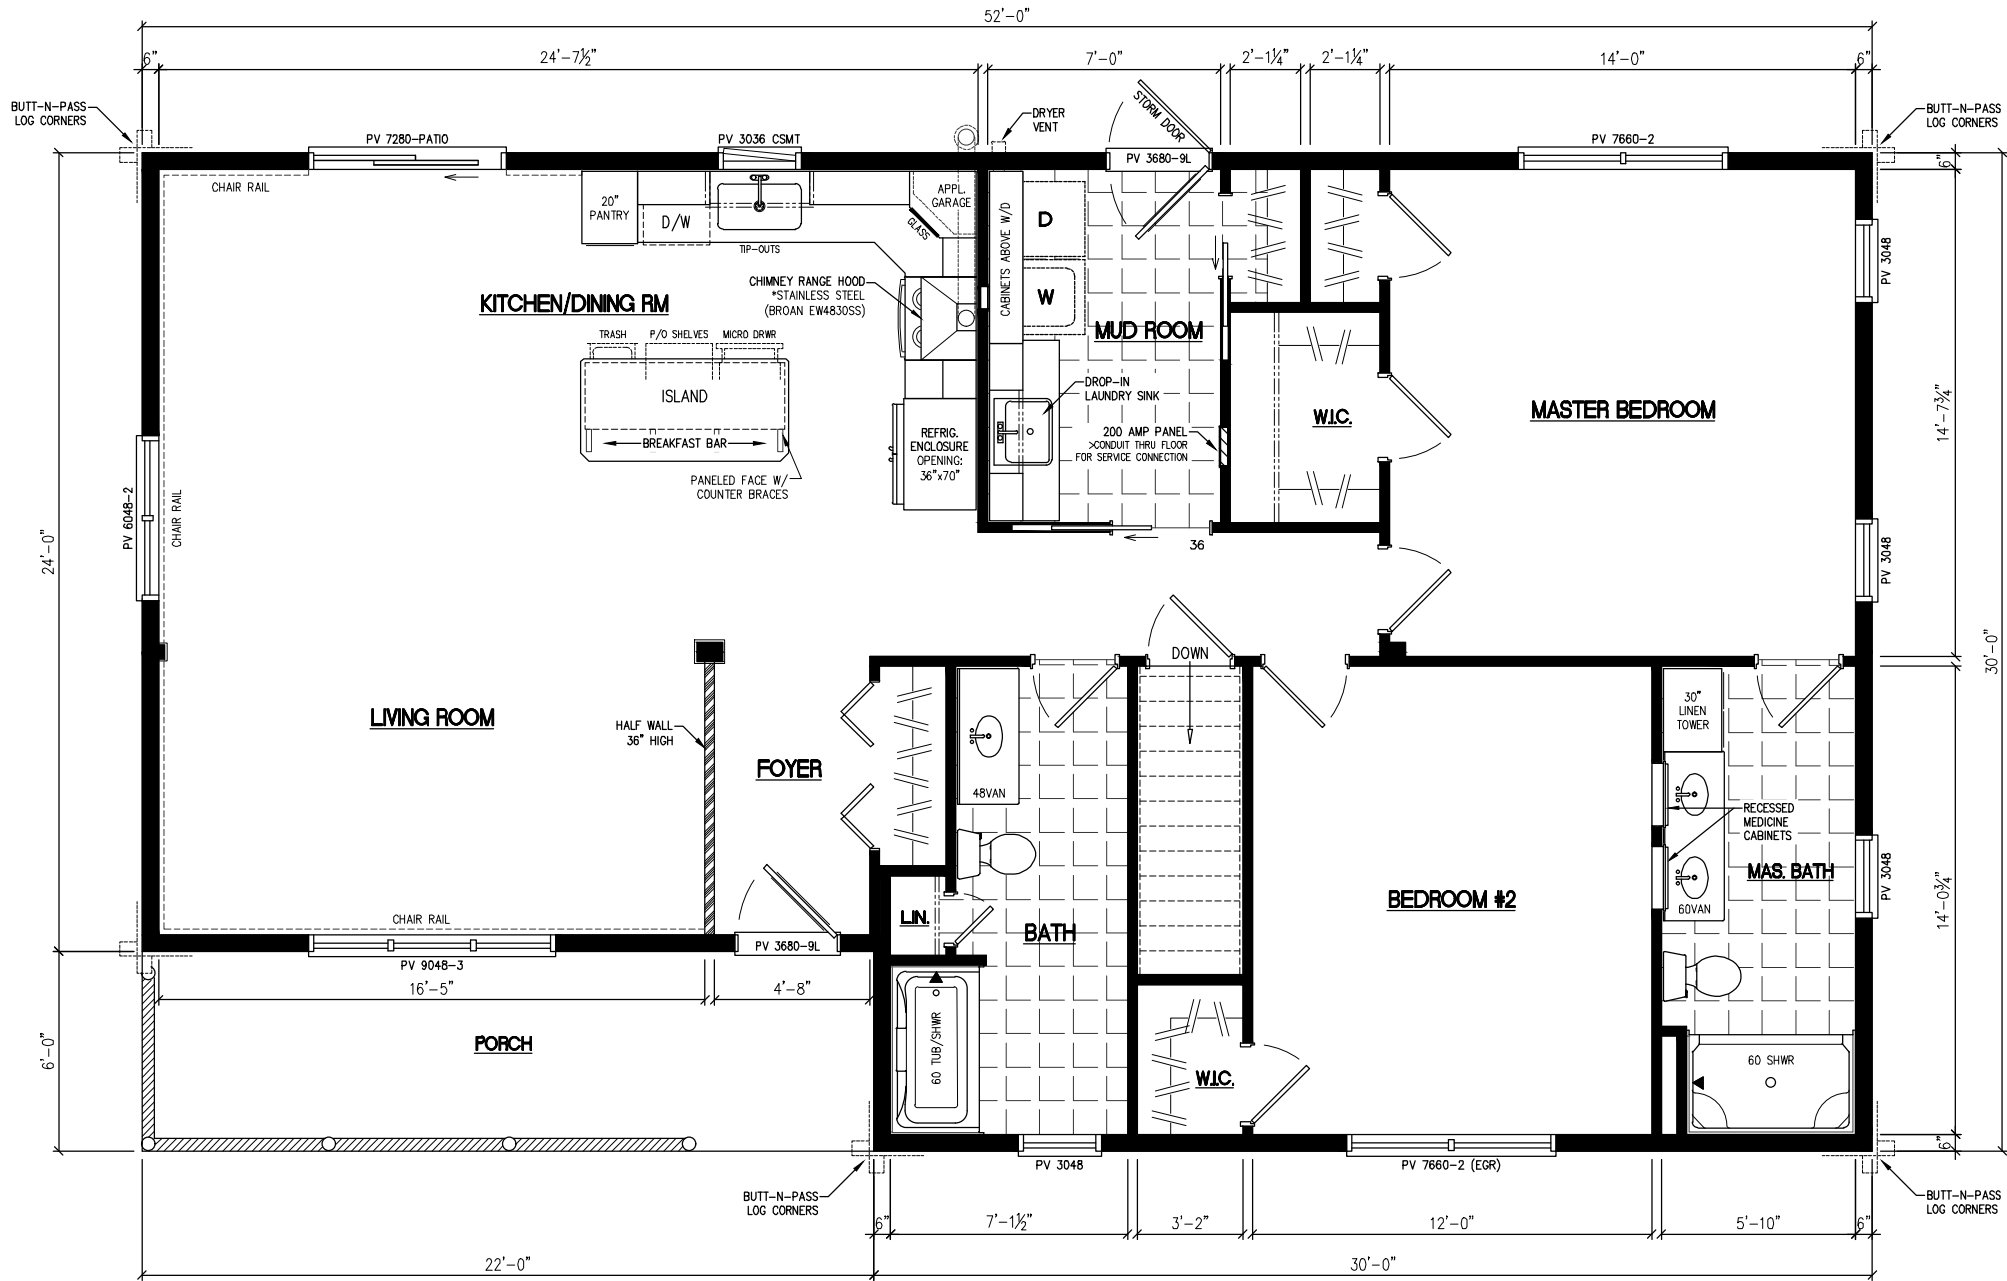 52'-0"
6"
24'-7½"
7'-0"
2'-1¼"
2'-1¼"
14'-0"
6"
BUTT-N-PASS
LOG CORNERS
PV 7280-PATIO
PV 3036 CSMT
DRYER
VENT
STORM DOOR
PV 3680-9L
PV 7660-2
BUTT-N-PASS
LOG CORNERS
6"
CHAIR RAIL
20"
PANTRY
D/W
TIP-OUTS
APPL.
GARAGE
GLASS
CABINETS ABOVE W/D
D
W
PV 3048
KITCHEN/DINING RM
CHIMNEY RANGE HOOD
*STAINLESS STEEL
(BROAN EW4830SS)
MUD ROOM
TRASH
P/O SHELVES
MICRO DRWR
ISLAND
BREAKFAST BAR
PANELED FACE W/
COUNTER BRACES
REFRIG.
ENCLOSURE
OPENING:
36"x70"
DROP-IN
LAUNDRY SINK
200 AMP PANEL
>CONDUIT THRU FLOOR
FOR SERVICE CONNECTION
W.I.C.
MASTER BEDROOM
14'-7¾"
PV 6048-2
CHAIR RAIL
24'-0"
36
PV 3048
30'-0"
DOWN
LIVING ROOM
HALF WALL
36" HIGH
FOYER
48VAN
30"
LINEN
TOWER
RECESSED
MEDICINE
CABINETS
MAS. BATH
60VAN
PV 3048
14'-0¾"
BEDROOM #2
LIN.
BATH
CHAIR RAIL
PV 9048-3
PV 3680-9L
16'-5"
4'-8"
PORCH
6'-0"
60 TUB/SHWR
W.I.C.
60 SHWR
6"
PV 3048
PV 7660-2 (EGR)
BUTT-N-PASS
LOG CORNERS
BUTT-N-PASS
LOG CORNERS
6"
7'-1½"
3'-2"
12'-0"
5'-10"
6"
22'-0"
30'-0"